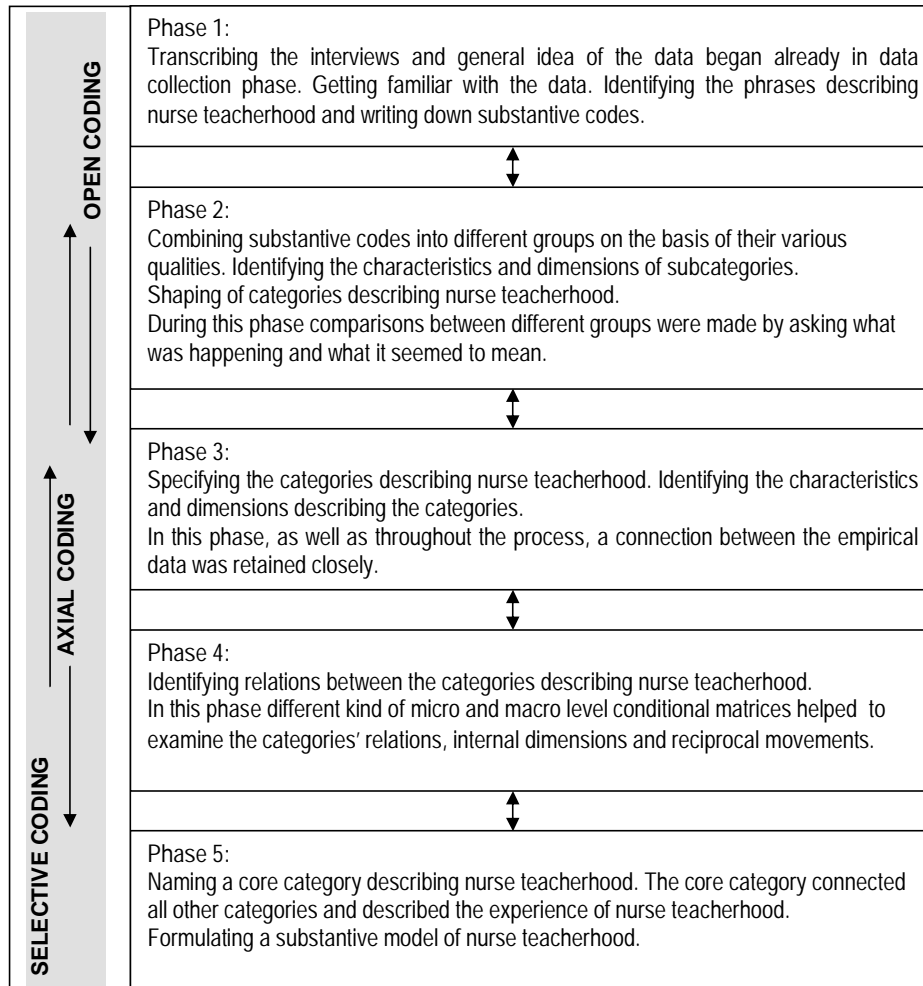 OPEN CODING
AXIAL CODING
SELECTIVE CODING
Phase 1:
Transcribing the interviews and general idea of the data began already in data
collection phase. Getting familiar with the data. Identifying the phrases describing
nurse teacherhood and writing down substantive codes.
Phase 2:
Combining substantive codes into different groups on the basis of their various
qualities. Identifying the characteristics and dimensions of subcategories.
Shaping of categories describing nurse teacherhood.
During this phase comparisons between different groups were made by asking what
was happening and what it seemed to mean.
Phase 3:
Specifying the categories describing nurse teacherhood. Identifying the characteristics
and dimensions describing the categories.
In this phase, as well as throughout the process, a connection between the empirical
data was retained closely.
Phase 4:
Identifying relations between the categories describing nurse teacherhood.
In this phase different kind of micro and macro level conditional matrices helped to
examine the categories' relations, internal dimensions and reciprocal movements.
Phase 5:
Naming a core category describing nurse teacherhood. The core category connected
all other categories and described the experience of nurse teacherhood.
Formulating a substantive model of nurse teacherhood.